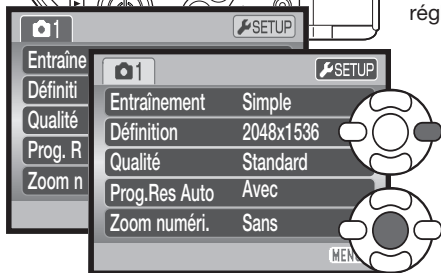 rég
1
SETUP
Entraîne
Définiti
Qualité
Prog. R
Zoom n
1
SETUP
Entraînement Simple
Définition 2048x1536
Qualité Standard
Prog.Res Auto Avec
Zoom numéri. Sans
MEN